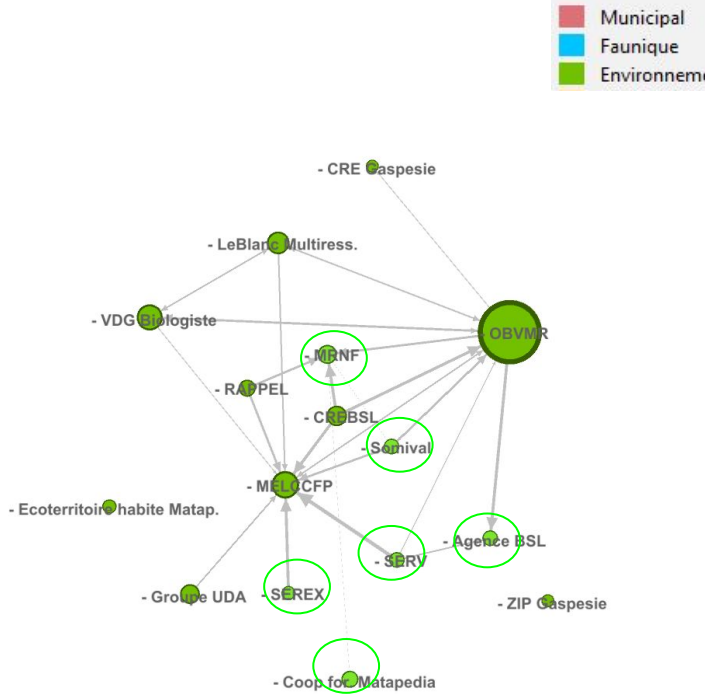 Municipal
Faunique
Environneme
- CRE Gaspesie
- LeBlanc Multiress.
- VDG Biologiste
- OBVMR
- MRNF
- RAPPEL
- CREBSL
- Somival
- MELCCFP
- Ecoterritoire habite Matap.
- Agence BSL
- SERV
- Groupe UDA
- SEREX
- ZIP Gaspesie
- Coop for. Matapedia